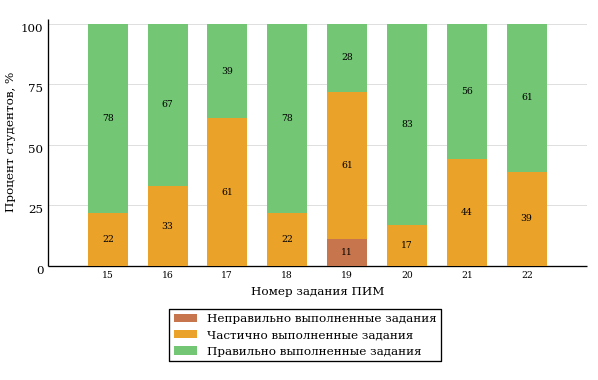 100
75
50
25
0
Процент студентов, %
78 67 39 78 28 83 56 61
22 33 61 22 61 17 44 39
11
15 16 17 18 19 20 21 22
Номер задания ПИМ
Неправильно выполненные задания
Частично выполненные задания
Правильно выполненные задания